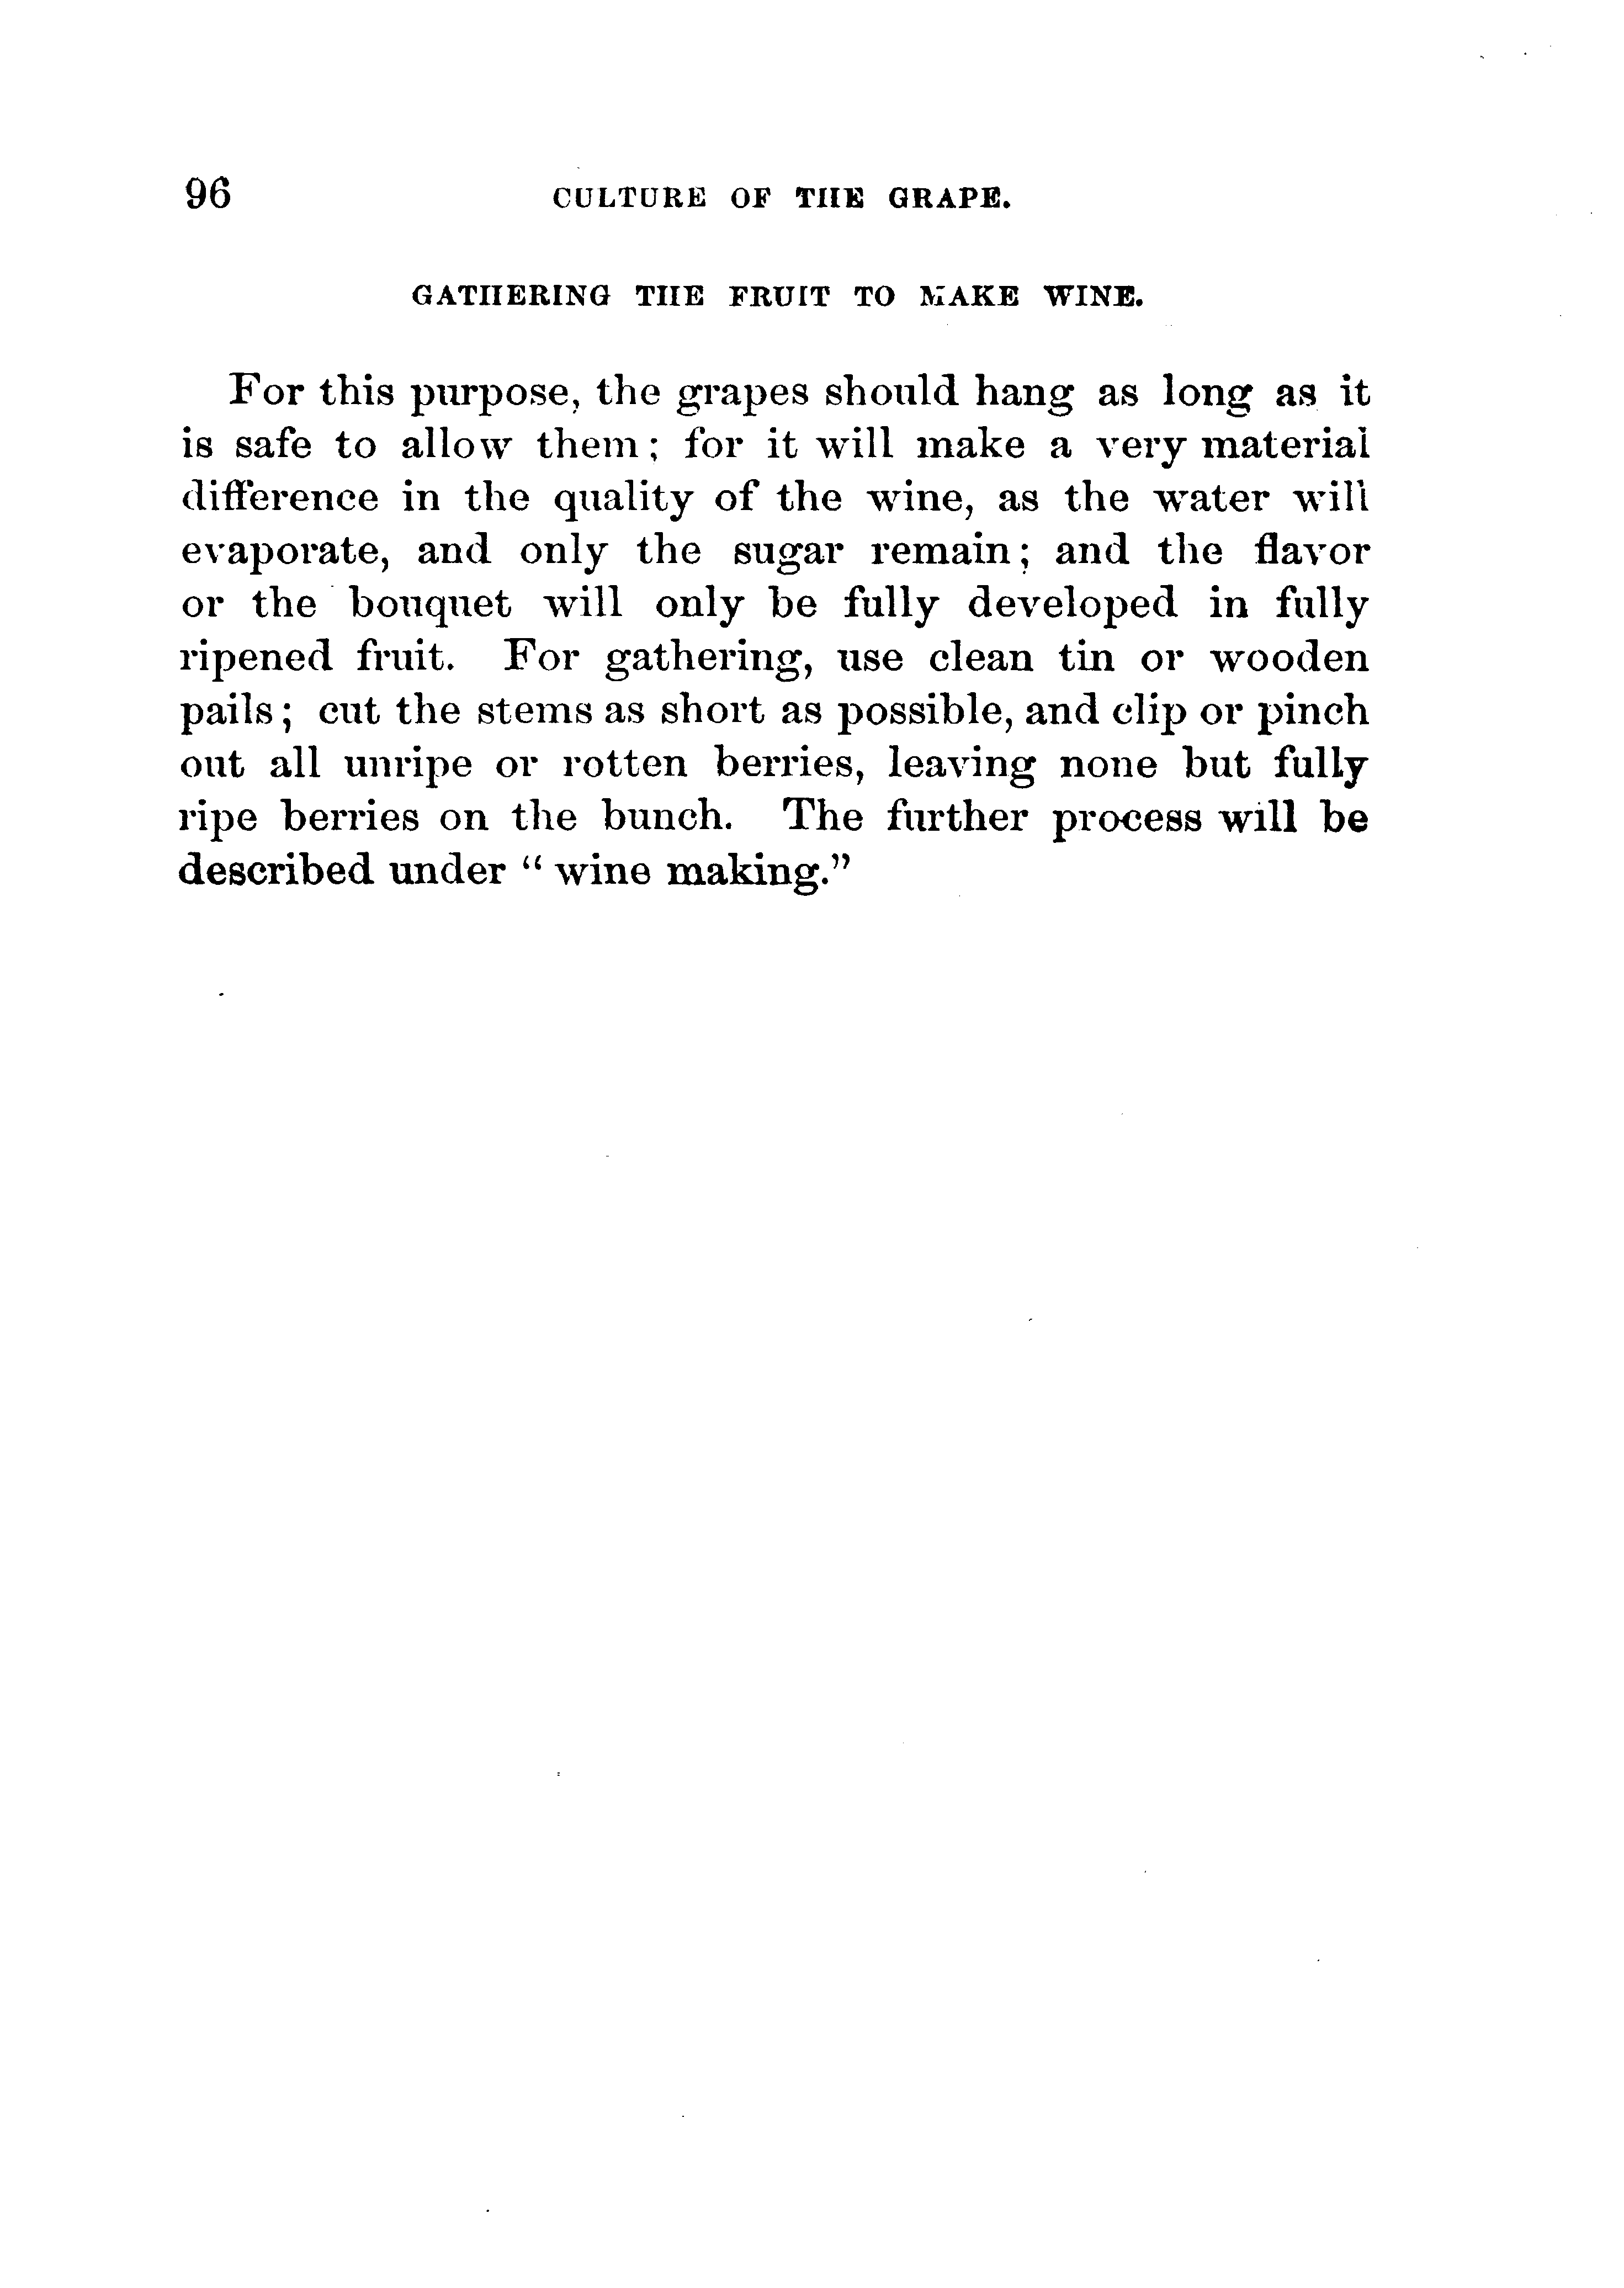 96 CULTURE OF THE GRAPE.
GATHERING THE FRUIT TO MAKE WINE.
For this purpose, the grapes should hang as long as it
is safe to allow them; for it will make a very material
difference in the quality of the wine, as the water will
evaporate, and only the sugar remain; and the flavor
or the bouquet will only be fully developed in fully
ripened fruit. For gathering, use clean tin or wooden
pails; cut the stems as short as possible, and clip or pinch
out all unripe or rotten berries, leaving none but fully
ripe berries on the bunch. The further process will be
described under " wine making."